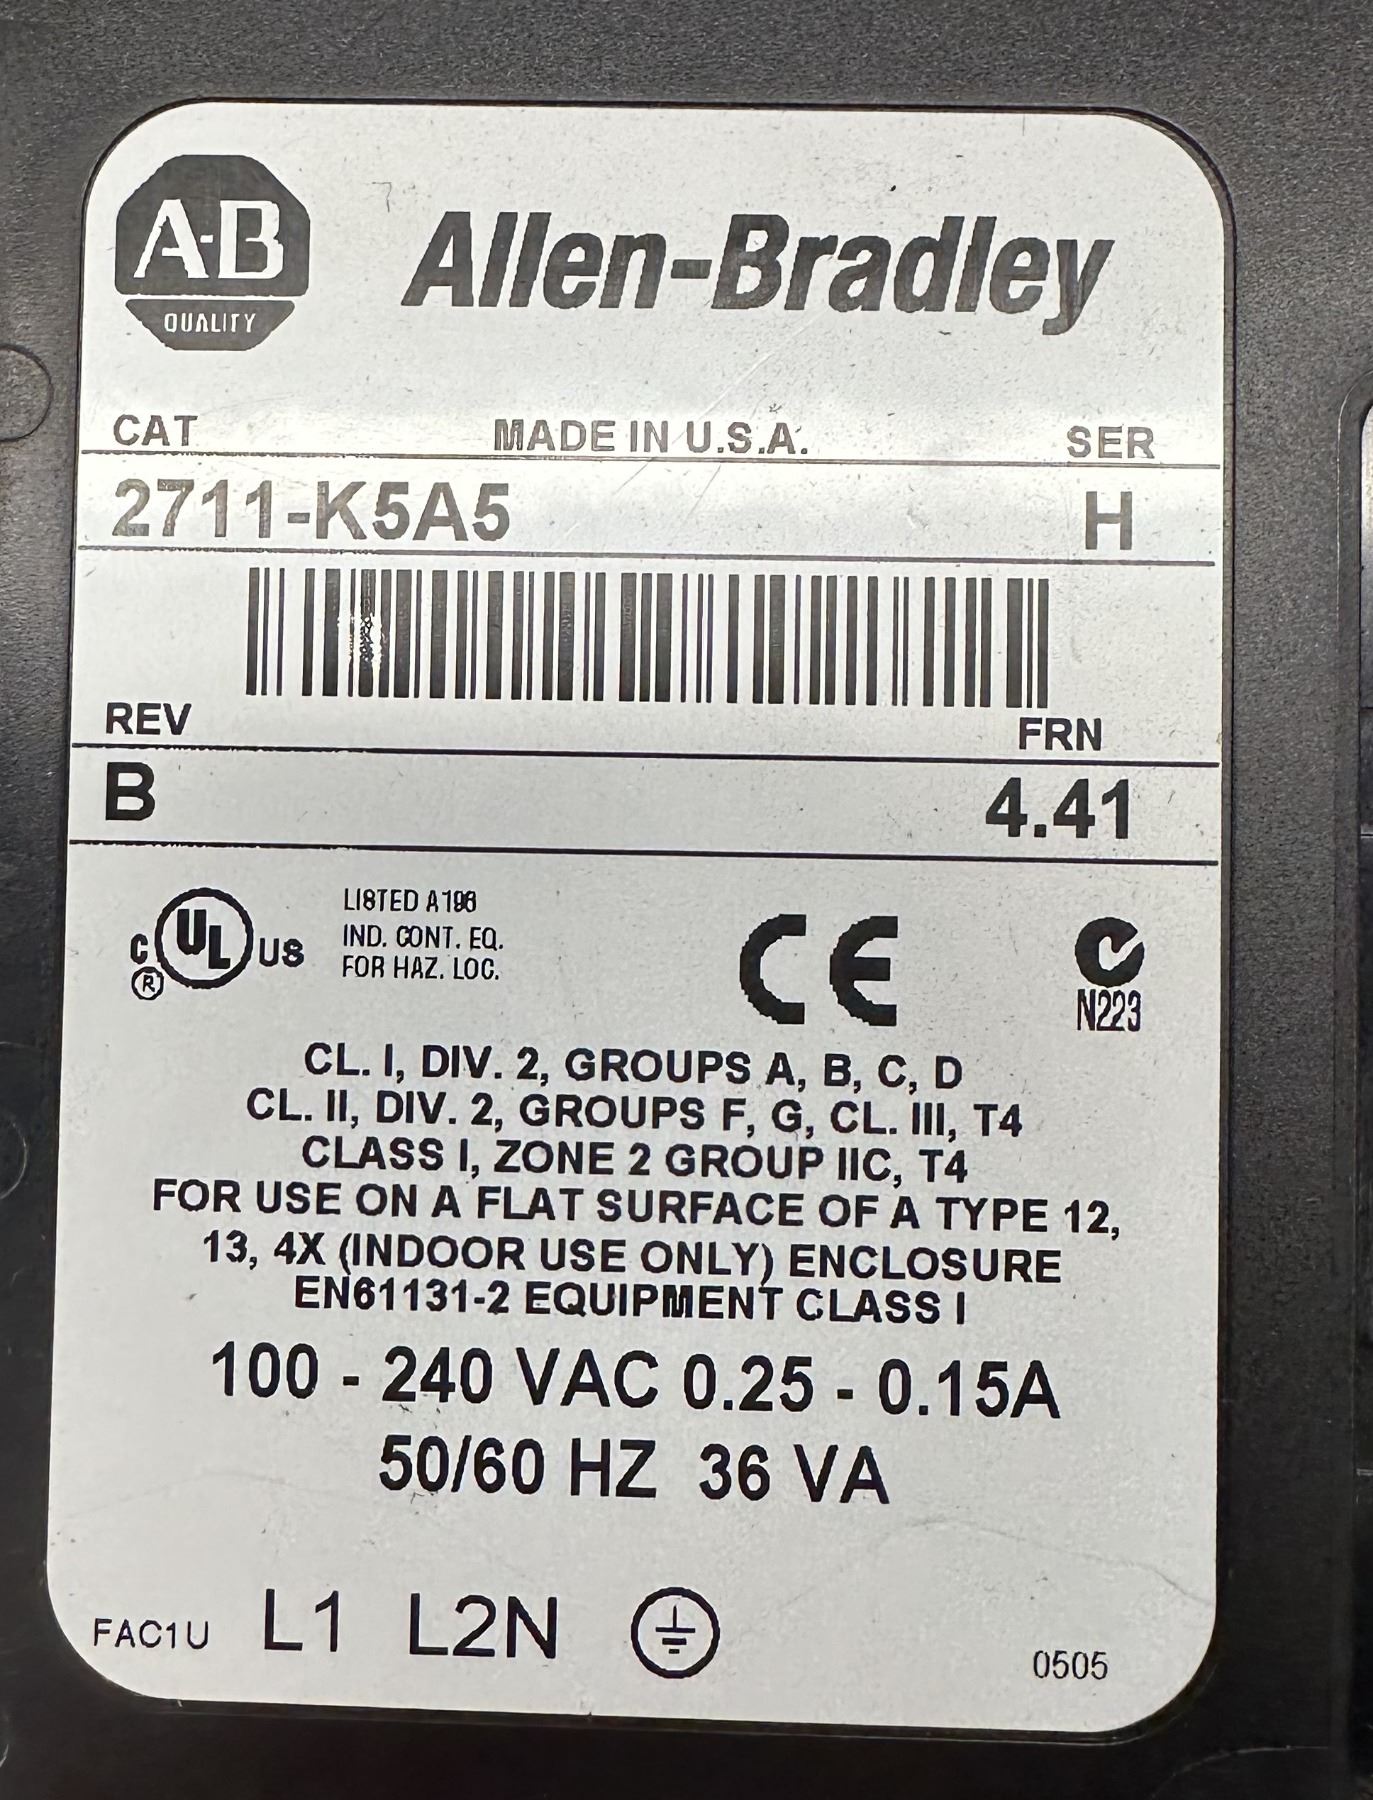 A-B
QUALITY
Allen-Bradley
CAT MADE IN U.S.A. SER
2711-K5A5 H
REV FRN
B 4.41
C UL US
R
LISTED A196
IND. CONT. EQ.
FOR HAZ. LOC.
CE
N223
CL. I, DIV. 2, GROUPS A, B, C, D
CL. II, DIV. 2, GROUPS F, G, CL. III, T4
CLASS I, ZONE 2 GROUP IIC, T4
FOR USE ON A FLAT SURFACE OF A TYPE 12,
13, 4X (INDOOR USE ONLY) ENCLOSURE
EN61131-2 EQUIPMENT CLASS I
100 - 240 VAC 0.25 - 0.15A
50/60 HZ 36 VA
FAC1U L1 L2N 0505